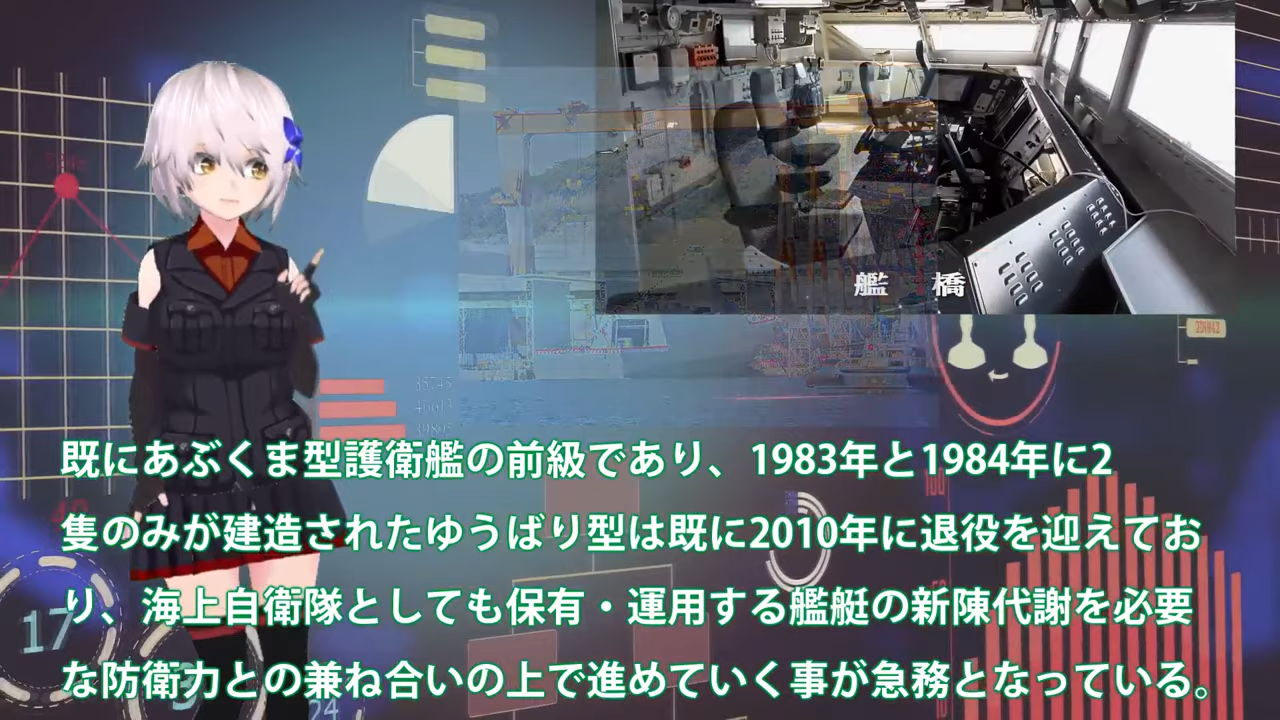 艦 橋
394043
35745
17
24
既にあぶくま型護衛艦の前級であり、1983年と1984年に2
隻のみが建造されたゆうばり型は既に2010年に退役を迎えてお
り、海上自衛隊としても保有・運用する艦艇の新陳代謝を必要
な防衛力との兼ね合いの上で進めていく事が急務となっている。